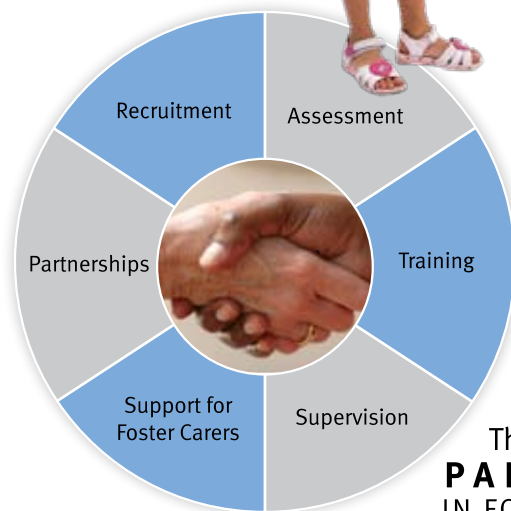 Recruitment
Assessment
Partnerships
Training
Support for
Foster Carers
Supervision